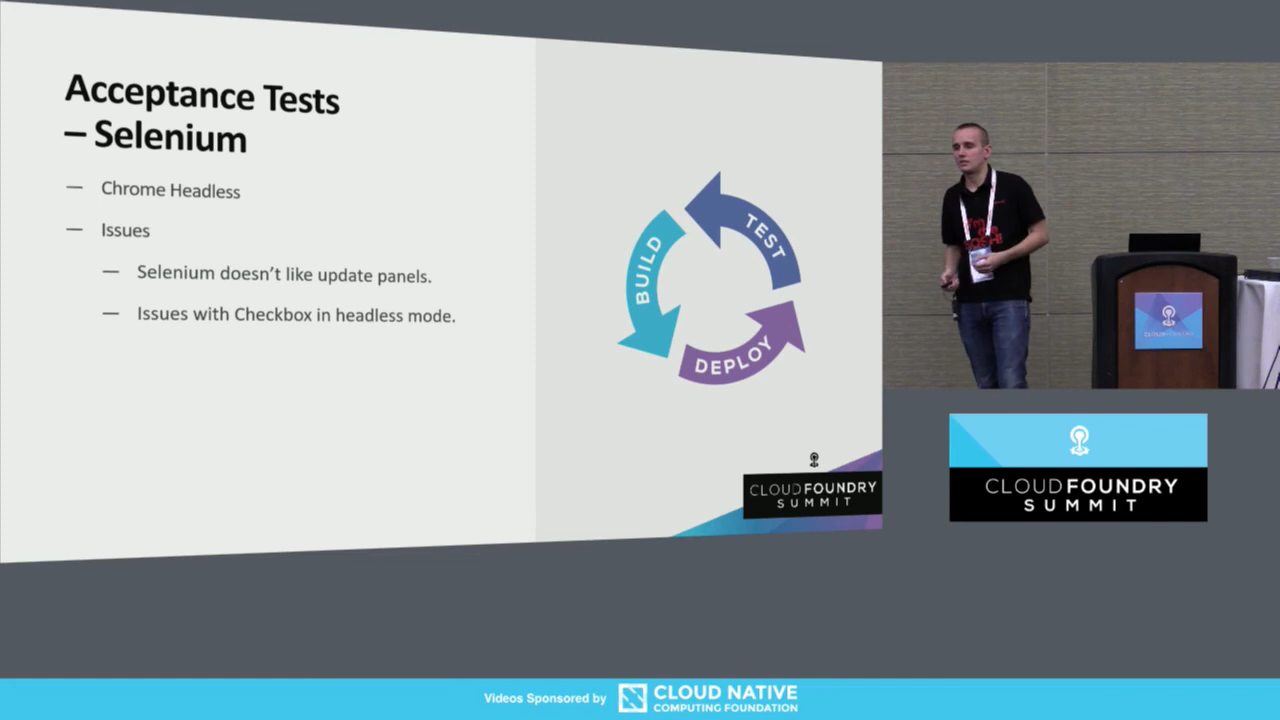 Acceptance Tests
– Selenium
— Chrome Headless
— Issues
— Selenium doesn’t like update panels.
— Issues with Checkbox in headless mode.
BUILD
TEST
DEPLOY
CLOUDFOUNDRY
SUMMIT
I'm
CLOUDFOUNDRY
SUMMIT
Videos Sponsored by
CLOUD NATIVE
COMPUTING FOUNDATION